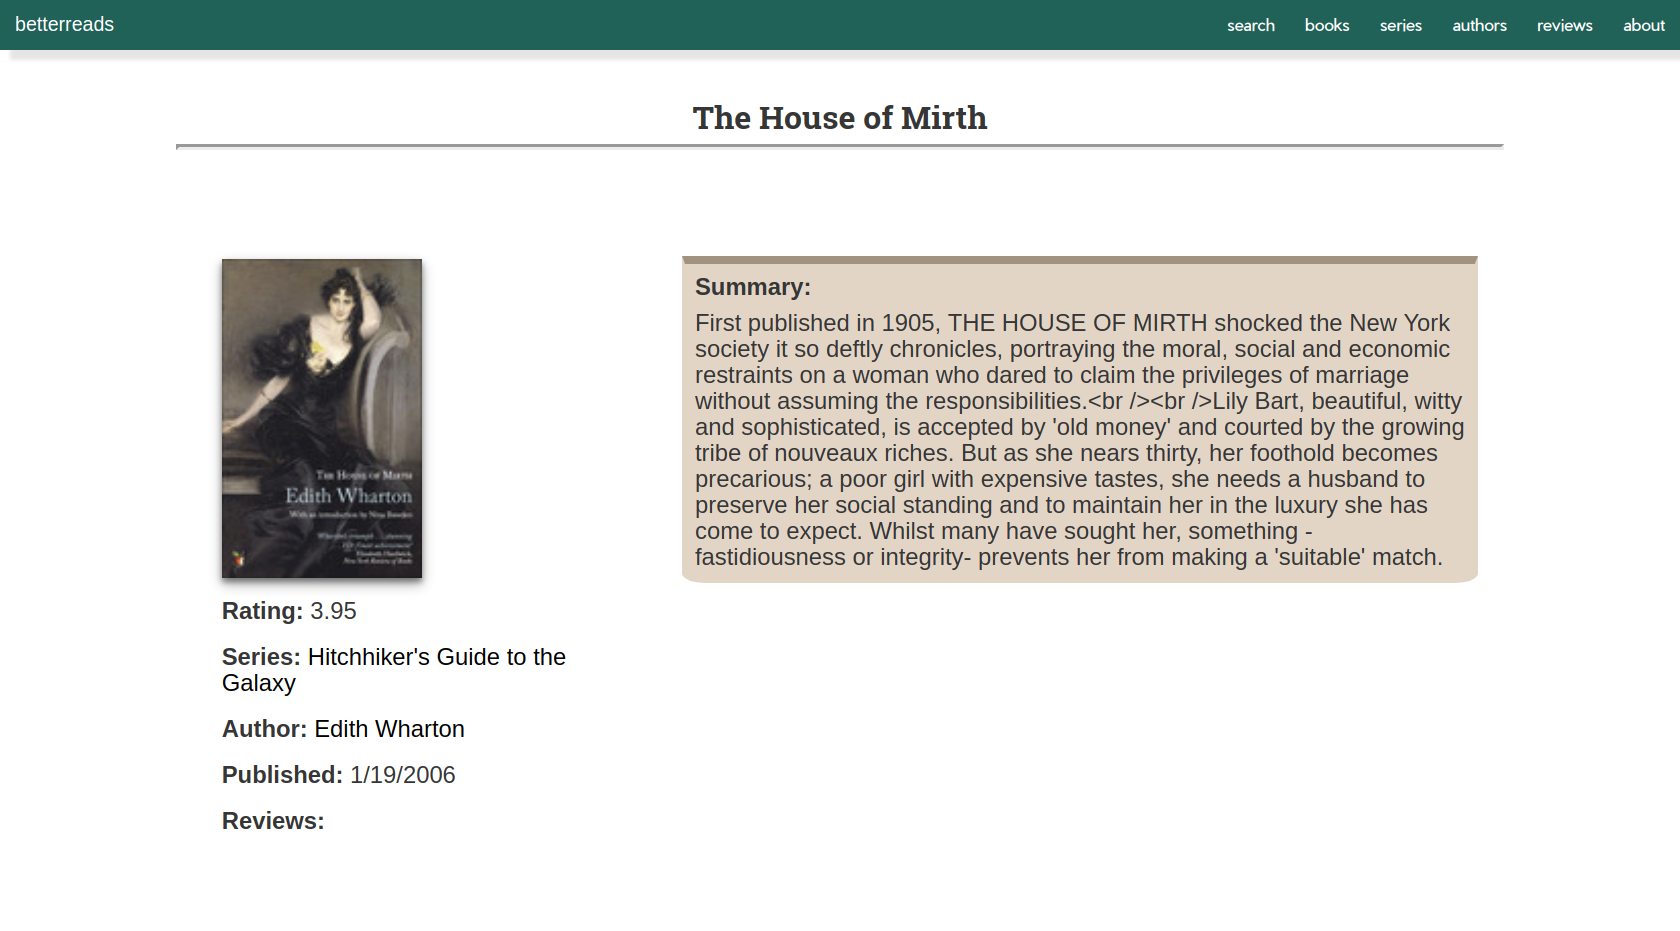 betterreads
search books series authors reviews about
The House of Mirth
THE HOUSE OF MIRTH
Edith Wharton
With an introduction by Nina Bawden
Rating: 3.95
Series: Hitchhiker's Guide to the
Galaxy
Author: Edith Wharton
Published: 1/19/2006
Reviews:
Summary:
First published in 1905, THE HOUSE OF MIRTH shocked the New York
society it so deftly chronicles, portraying the moral, social and economic
restraints on a woman who dared to claim the privileges of marriage
without assuming the responsibilities.<br /><br />Lily Bart, beautiful, witty
and sophisticated, is accepted by 'old money' and courted by the growing
tribe of nouveaux riches. But as she nears thirty, her foothold becomes
precarious; a poor girl with expensive tastes, she needs a husband to
preserve her social standing and to maintain her in the luxury she has
come to expect. Whilst many have sought her, something -
fastidiousness or integrity- prevents her from making a 'suitable' match.